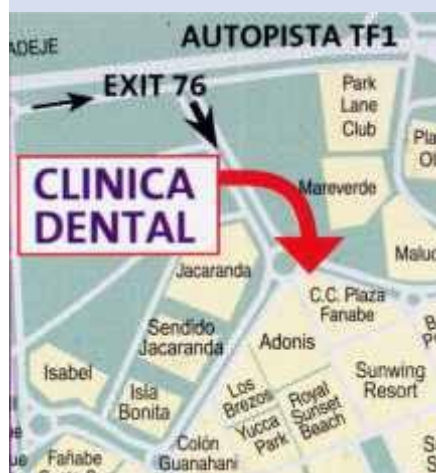 ADEJE
AUTOPISTA TF1
EXIT 76
Park
Lane
Club
CLINICA
DENTAL
Mareverde
Jacaranda
C.C. Plaza
Fanabe
Sendido
Jacaranda
Adonis
Isabel
Sunwing
Resort
Isla
Bonita
Los
Brezos
Royal
Sunset
Beach
Yucca
Park
Colón
Guanahani
Fañabe